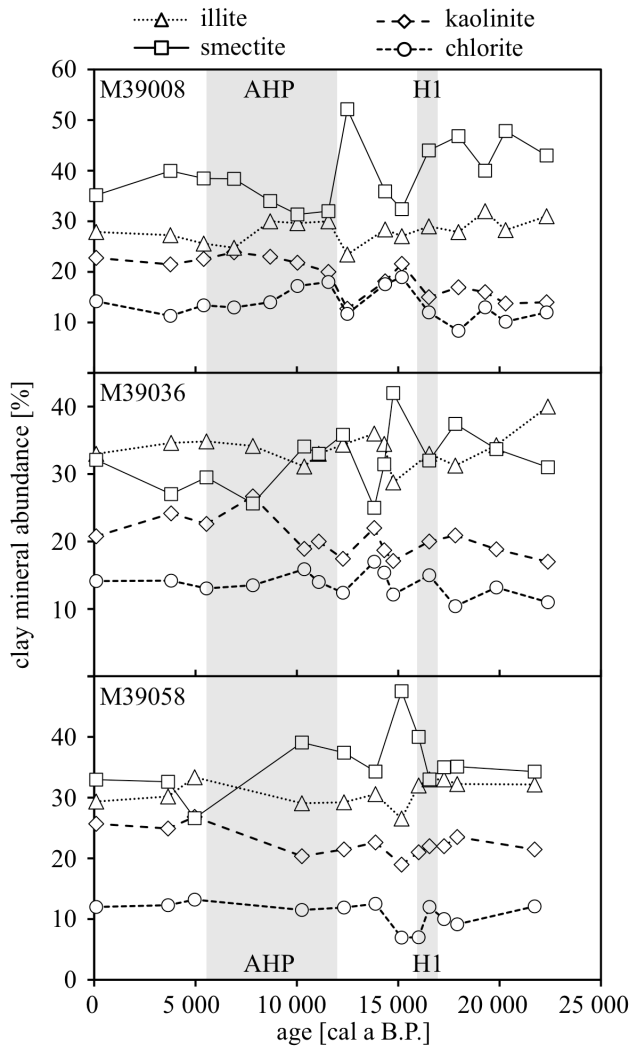 illite kaolinite
smectite chlorite
60
M39008 AHP H1
50
40
30
20
10
M39036
40
30
20
10
M39058
40
30
20
10
AHP H1
0
0 5 000 10 000 15 000 20 000 25 000
age [cal a B.P.]
clay mineral abundance [%]